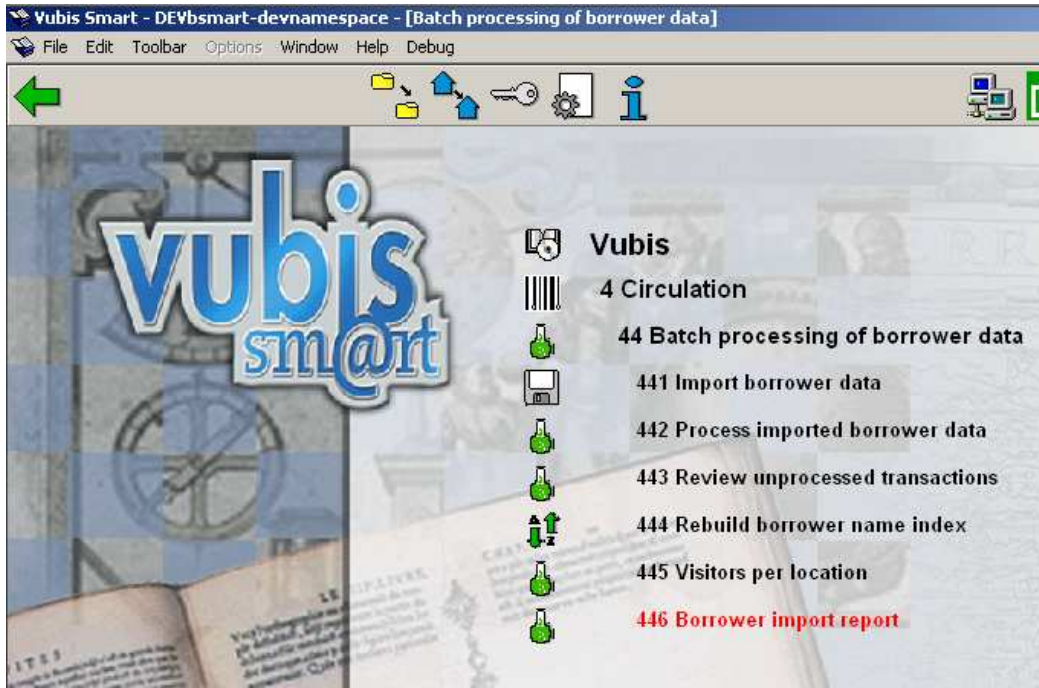 Vubis Smart - DEVbsmart-devnamespace - [Batch processing of borrower data]
File Edit Toolbar Options Window Help Debug
vubis
sm@rt
Vubis
4 Circulation
44 Batch processing of borrower data
441 Import borrower data
442 Process imported borrower data
443 Review unprocessed transactions
444 Rebuild borrower name index
445 Visitors per location
446 Borrower import report